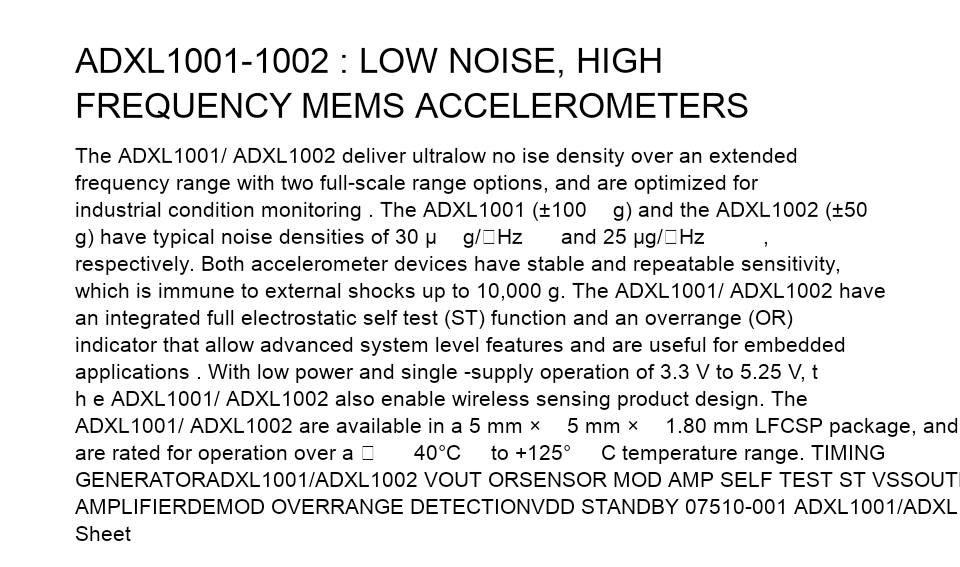 ADXL1001-1002 : LOW NOISE, HIGH
FREQUENCY MEMS ACCELEROMETERS
The ADXL1001/ ADXL1002 deliver ultralow no ise density over an extended
frequency range with two full-scale range options, and are optimized for
industrial condition monitoring . The ADXL1001 (±100 g) and the ADXL1002 (±50
g) have typical noise densities of 30 μ g/□Hz and 25 μg/□Hz ,
respectively. Both accelerometer devices have stable and repeatable sensitivity,
which is immune to external shocks up to 10,000 g. The ADXL1001/ ADXL1002 have
an integrated full electrostatic self test (ST) function and an overrange (OR)
indicator that allow advanced system level features and are useful for embedded
applications . With low power and single -supply operation of 3.3 V to 5.25 V, t
h e ADXL1001/ ADXL1002 also enable wireless sensing product design. The
ADXL1001/ ADXL1002 are available in a 5 mm × 5 mm × 1.80 mm LFCSP package, and
are rated for operation over a □ 40°C to +125° C temperature range. TIMING
GENERATORADXL1001/ADXL1002 VOUT ORSENSOR MOD AMP SELF TEST ST VSSOUT
AMPLIFIERDEMOD OVERRANGE DETECTIONVDD STANDBY 07510-001 ADXL1001/ADXL
Sheet